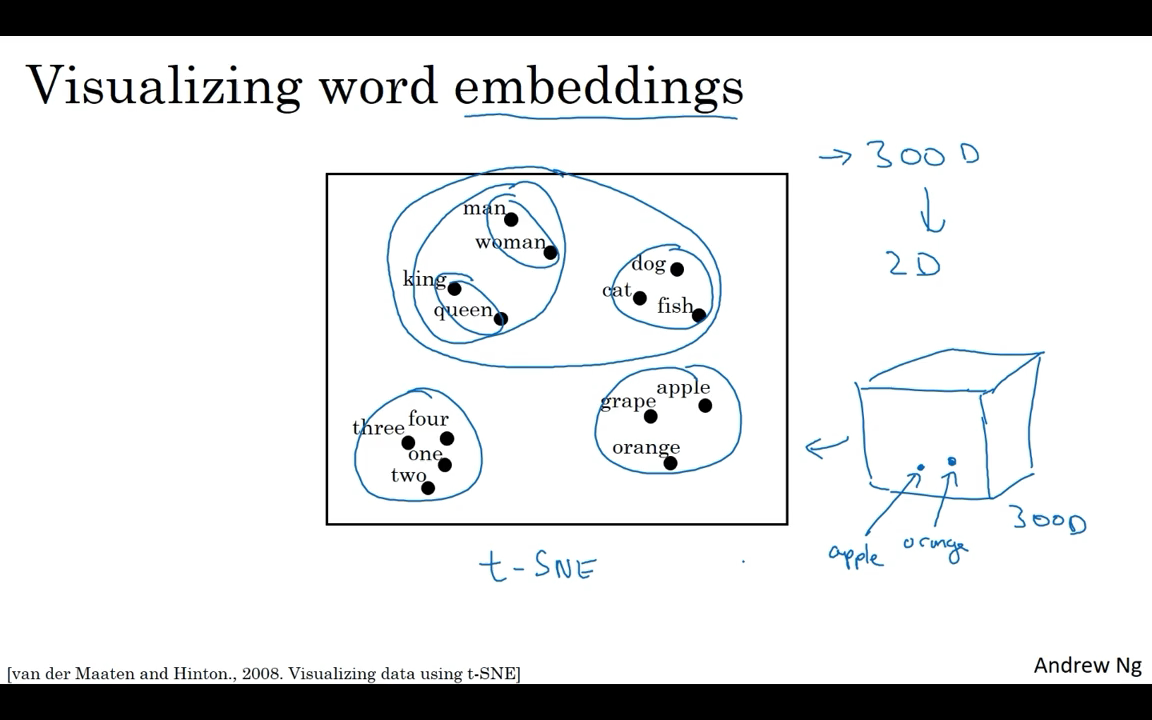 Visualizing word embeddings
→ 300 D
↓
2D
man
woman
king
queen
dog
cat
fish
three four
one
two
grape apple
orange
300D
apple orange
t-SNE
[van der Maaten and Hinton., 2008. Visualizing data using t-SNE]
Andrew Ng